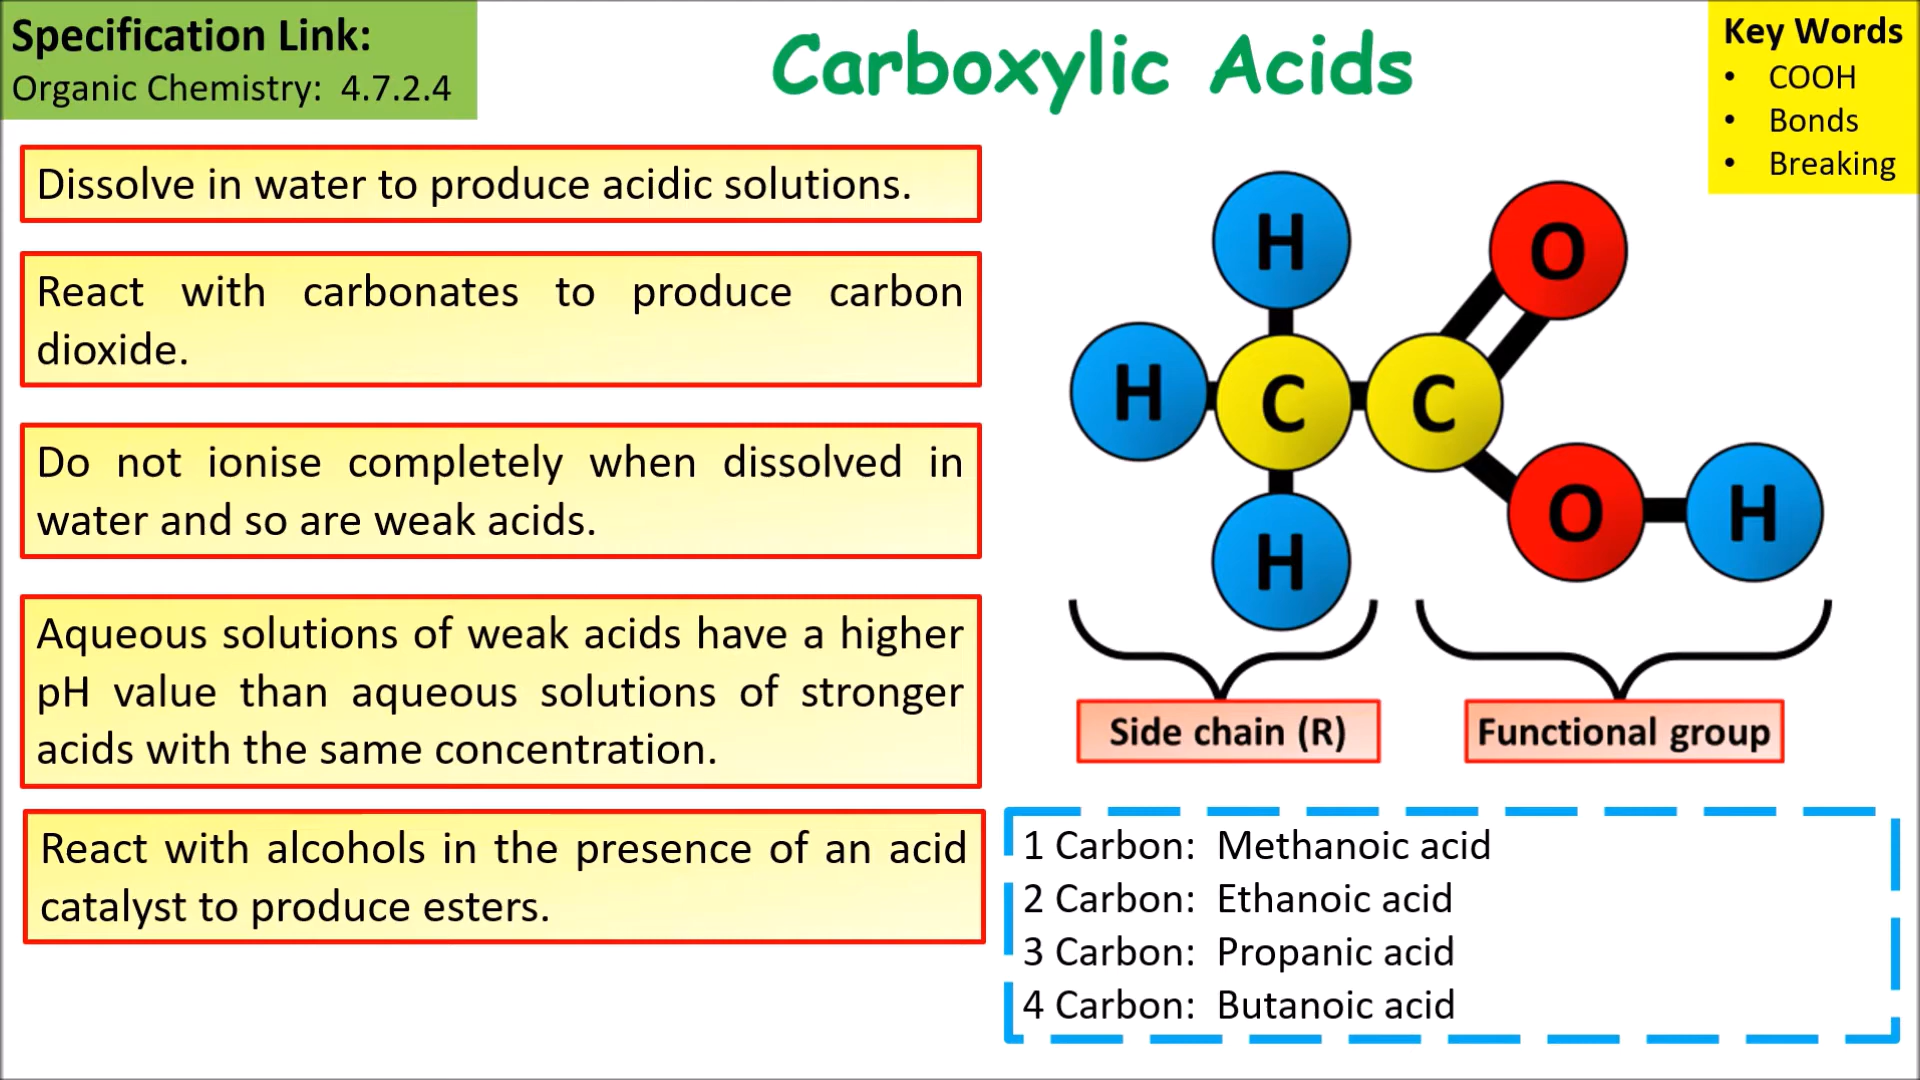 Specification Link:
Organic Chemistry: 4.7.2.4
Carboxylic Acids
Key Words
• COOH
• Bonds
• Breaking
Dissolve in water to produce acidic solutions.
React with carbonates to produce carbon
dioxide.
Do not ionise completely when dissolved in
water and so are weak acids.
Aqueous solutions of weak acids have a higher
pH value than aqueous solutions of stronger
acids with the same concentration.
React with alcohols in the presence of an acid
catalyst to produce esters.
H
O
H
C
C
H
O
H
Side chain (R)
Functional group
1 Carbon: Methanoic acid
2 Carbon: Ethanoic acid
3 Carbon: Propanic acid
4 Carbon: Butanoic acid